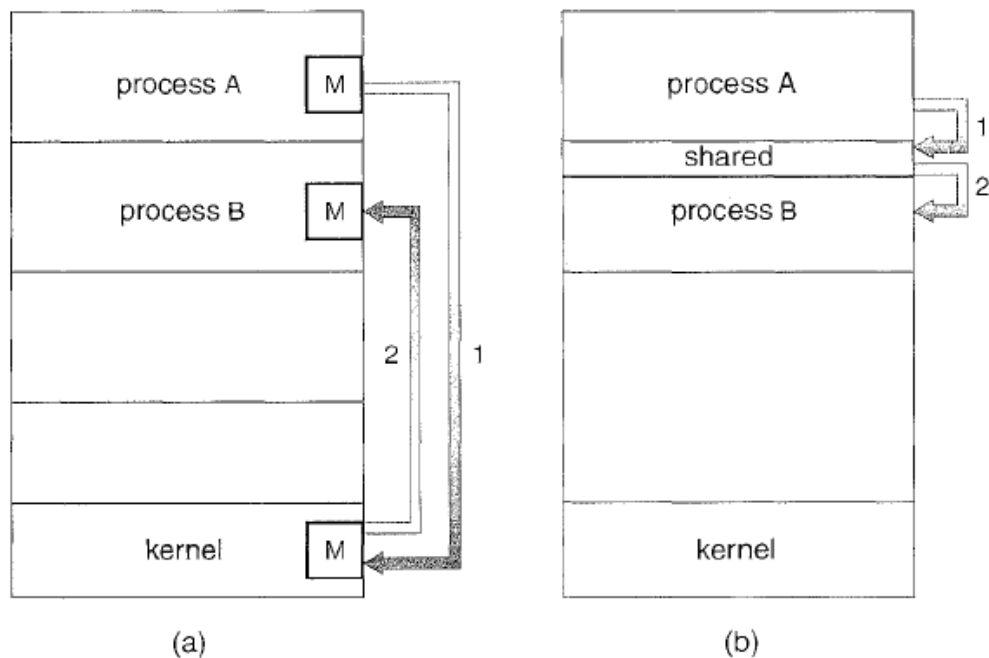 process A
M
process B
M
2
1
kernel
M
(a)
process A
1
shared
2
process B
kernel
(b)